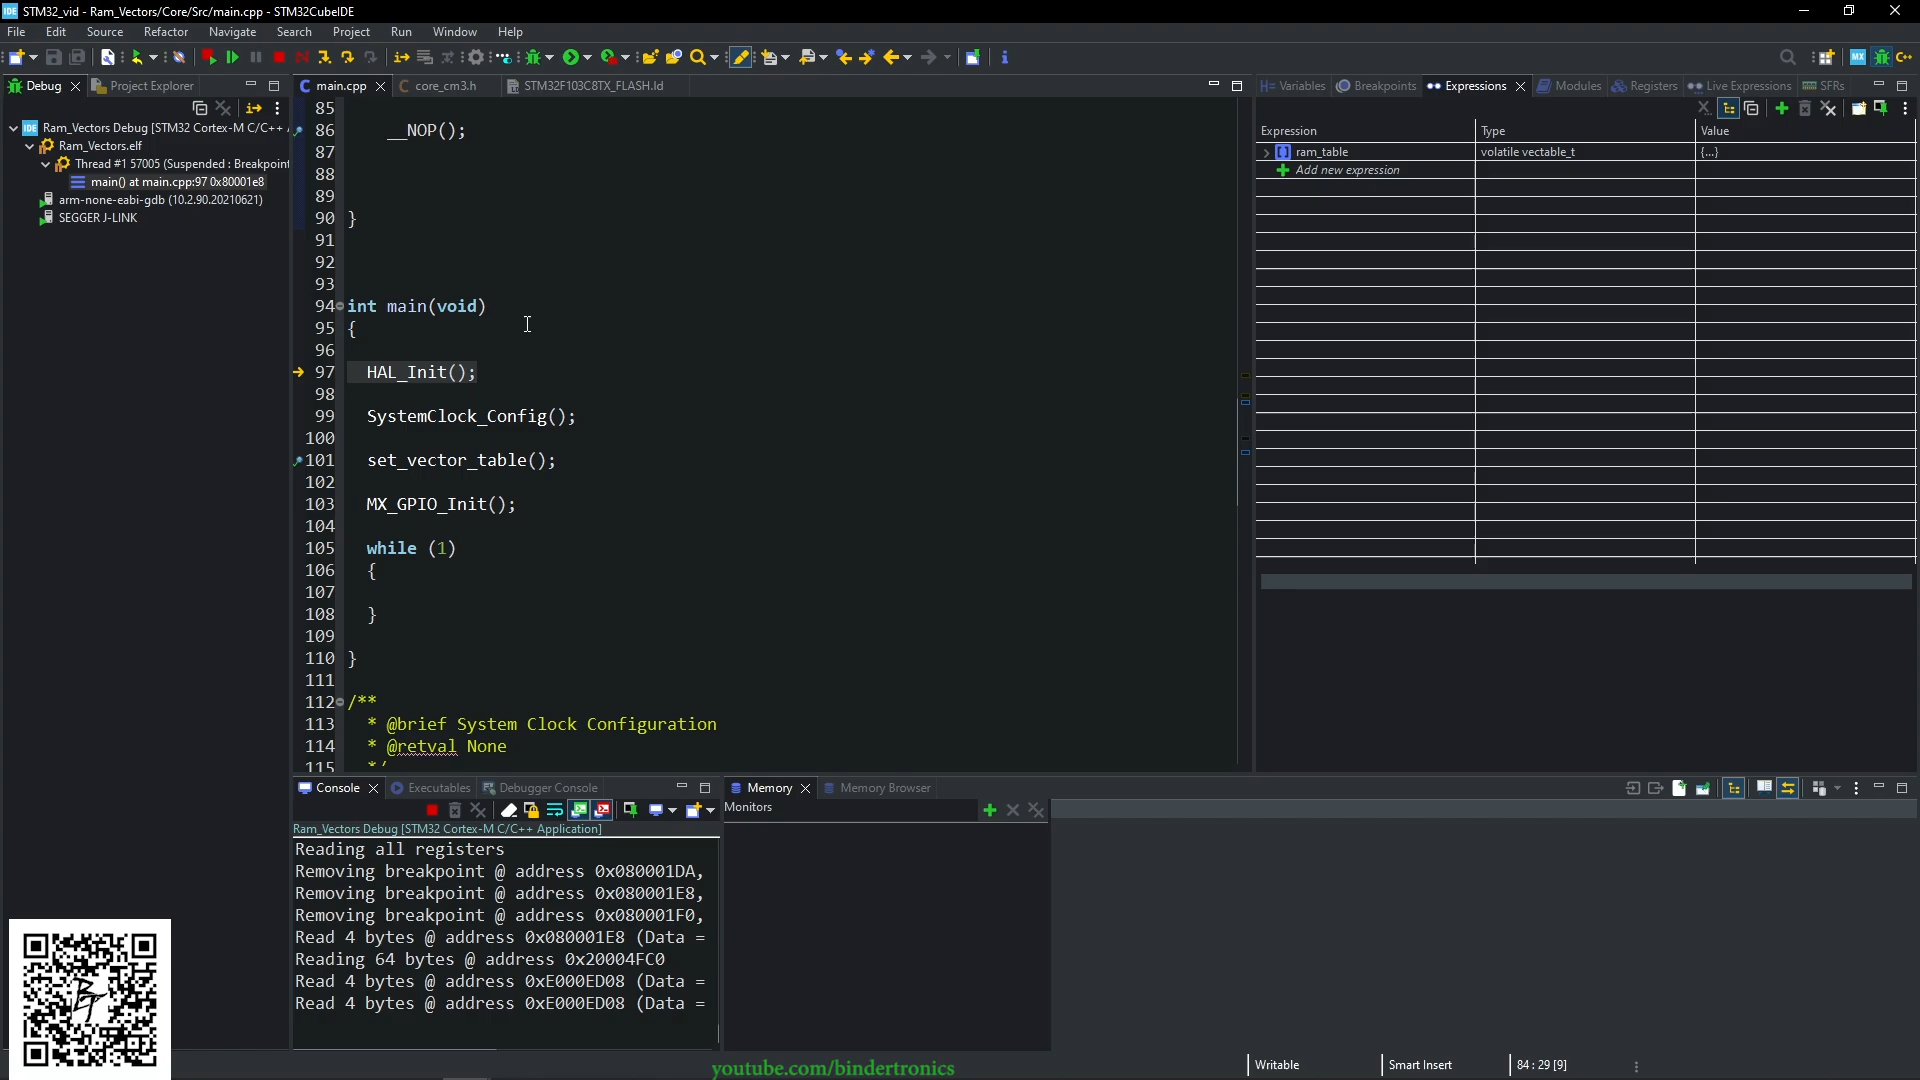 STM32_vid - Ram_Vectors/Core/Src/main.cpp - STM32CubeIDE
File Edit Source Refactor Navigate Search Project Run Window Help
Debug Project Explorer
Ram_Vectors Debug [STM32 Cortex-M C/C++
Ram_Vectors.elf
Thread #1 57005 (Suspended : Breakpoint
main() at main.cpp:97 0x80001e8
arm-none-eabi-gdb (10.2.90.20210621)
SEGGER J-LINK
main.cpp core_cm3.h STM32F103C8TX_FLASH.ld
85
86 __NOP();
87
88
89
90 }
91
92
93
94 int main(void)
95 {
96
97 HAL_Init();
98
99 SystemClock_Config();
100
101 set_vector_table();
102
103 MX_GPIO_Init();
104
105 while (1)
106 {
107
108 }
109
110 }
111
112 /**
113 * @brief System Clock Configuration
114 * @retval None
115 */
Variables Breakpoints Expressions Modules Registers Live Expressions SFRs
Expression Type Value
ram_table volatile vectable_t {...}
Add new expression
Console Executables Debugger Console
Ram_Vectors Debug [STM32 Cortex-M C/C++ Application]
Reading all registers
Removing breakpoint @ address 0x080001DA,
Removing breakpoint @ address 0x080001E8,
Removing breakpoint @ address 0x080001F0,
Read 4 bytes @ address 0x080001E8 (Data =
Reading 64 bytes @ address 0x20004FC0
Read 4 bytes @ address 0xE000ED08 (Data =
Read 4 bytes @ address 0xE000ED08 (Data =
Memory Memory Browser
Monitors
BT
youtube.com/bindertronics
Writable Smart Insert 84 : 29 [9]